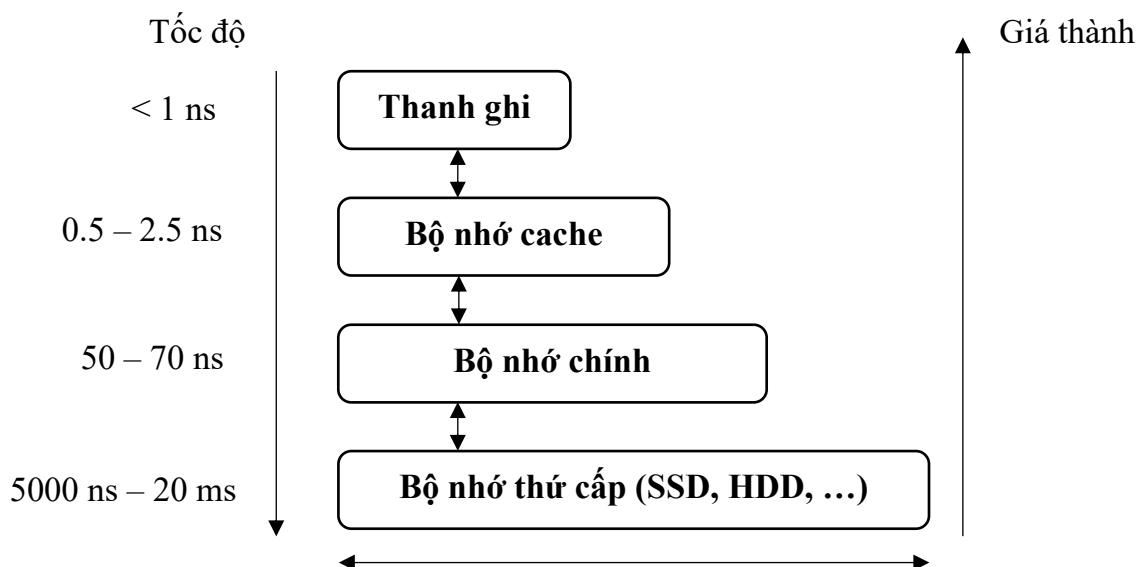 Tốc độ
Giá thành
< 1 ns
Thanh ghi
0.5 – 2.5 ns
Bộ nhớ cache
50 – 70 ns
Bộ nhớ chính
5000 ns – 20 ms
Bộ nhớ thứ cấp (SSD, HDD, …)